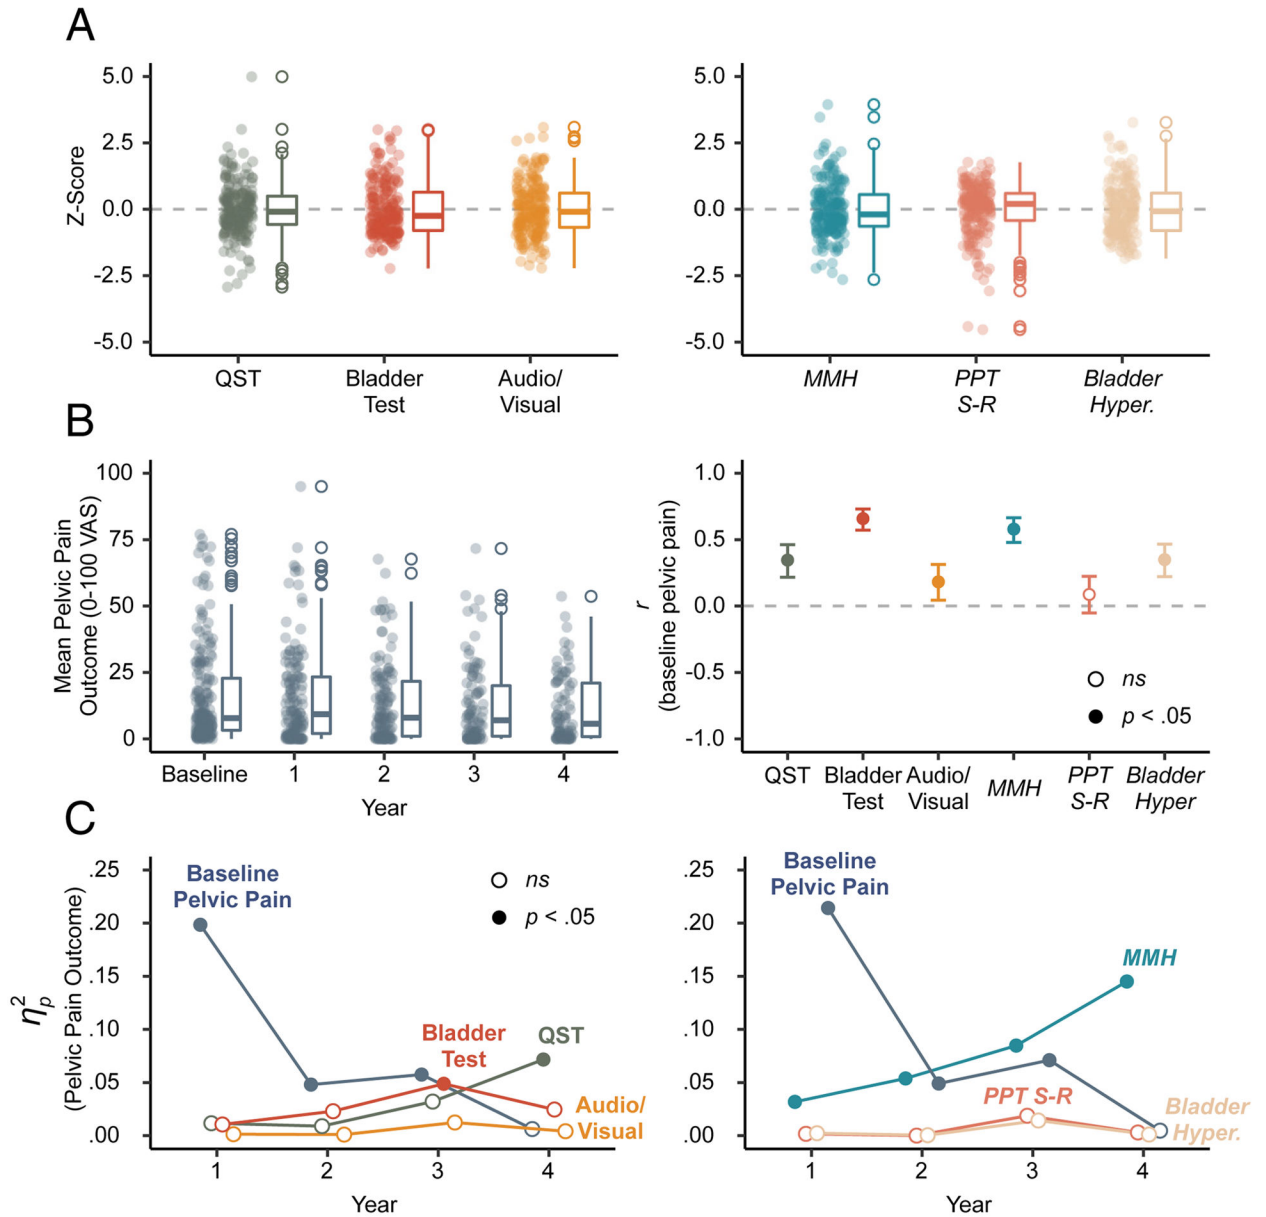 A
Z-Score
5.0
2.5
0.0
-2.5
-5.0
QST
Bladder
Test
Audio/
Visual
5.0
2.5
0.0
-2.5
-5.0
MMH
PPT
S-R
Bladder
Hyper.
B
Mean Pelvic Pain
Outcome (0-100 VAS)
100
75
50
25
0
Baseline
1
2
3
4
Year
r
(baseline pelvic pain)
1.0
0.5
0.0
-0.5
-1.0
ns
p < .05
QST
Bladder
Test
Audio/
Visual
MMH
PPT
S-R
Bladder
Hyper
C
η²ₚ
(Pelvic Pain Outcome)
.25
.20
.15
.10
.05
.00
Baseline
Pelvic Pain
ns
p < .05
Bladder
Test
QST
Audio/
Visual
1
2
3
4
Year
.25
.20
.15
.10
.05
.00
Baseline
Pelvic Pain
MMH
PPT S-R
Bladder
Hyper.
1
2
3
4
Year